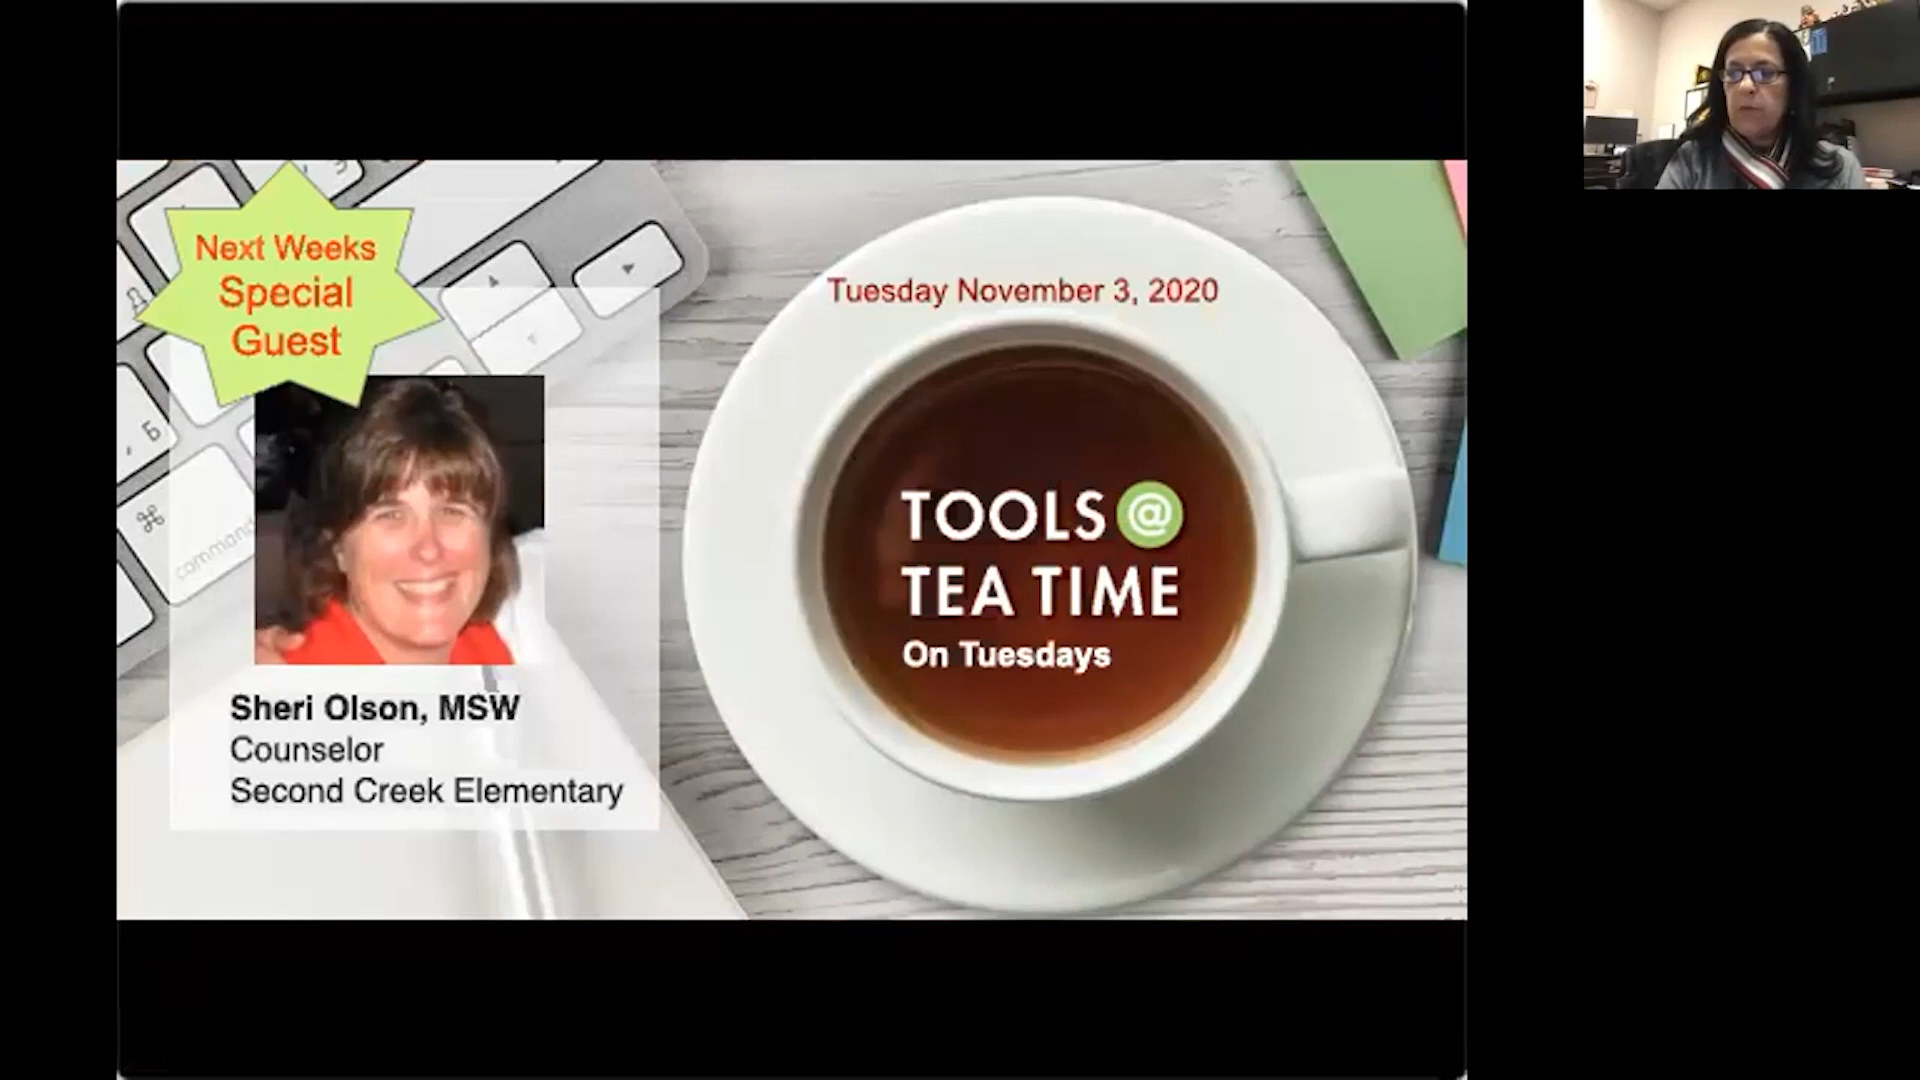 Next Weeks
Special
Guest
Tuesday November 3, 2020
TOOLS @
TEA TIME
On Tuesdays
Sheri Olson, MSW
Counselor
Second Creek Elementary
Б
⌘
command